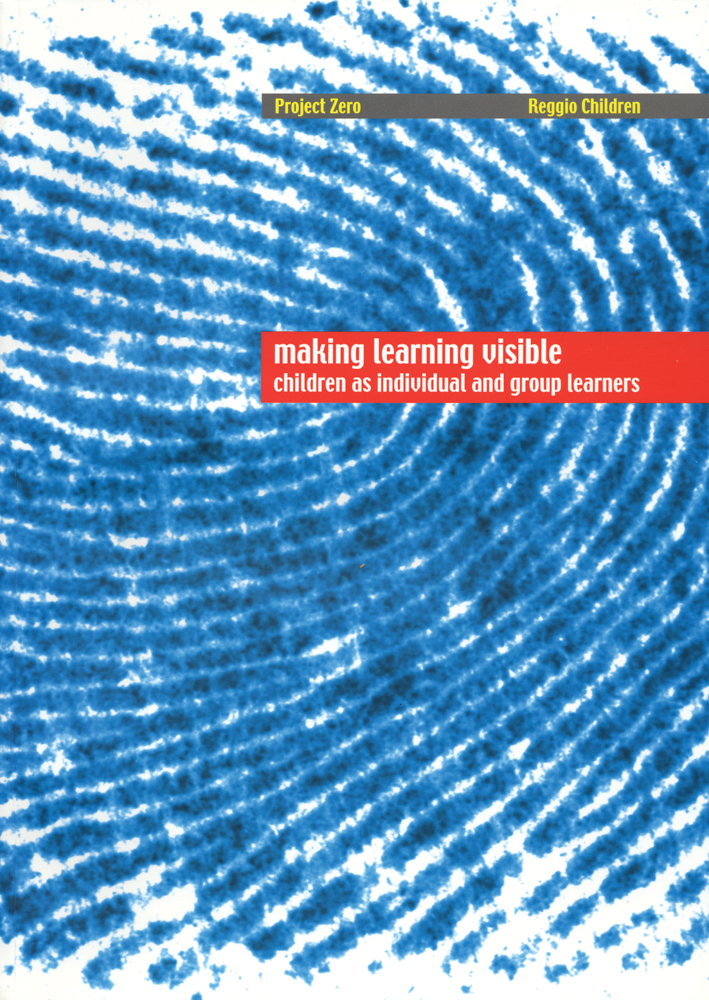 Project Zero Reggio Children
making learning visible
children as individual and group learners